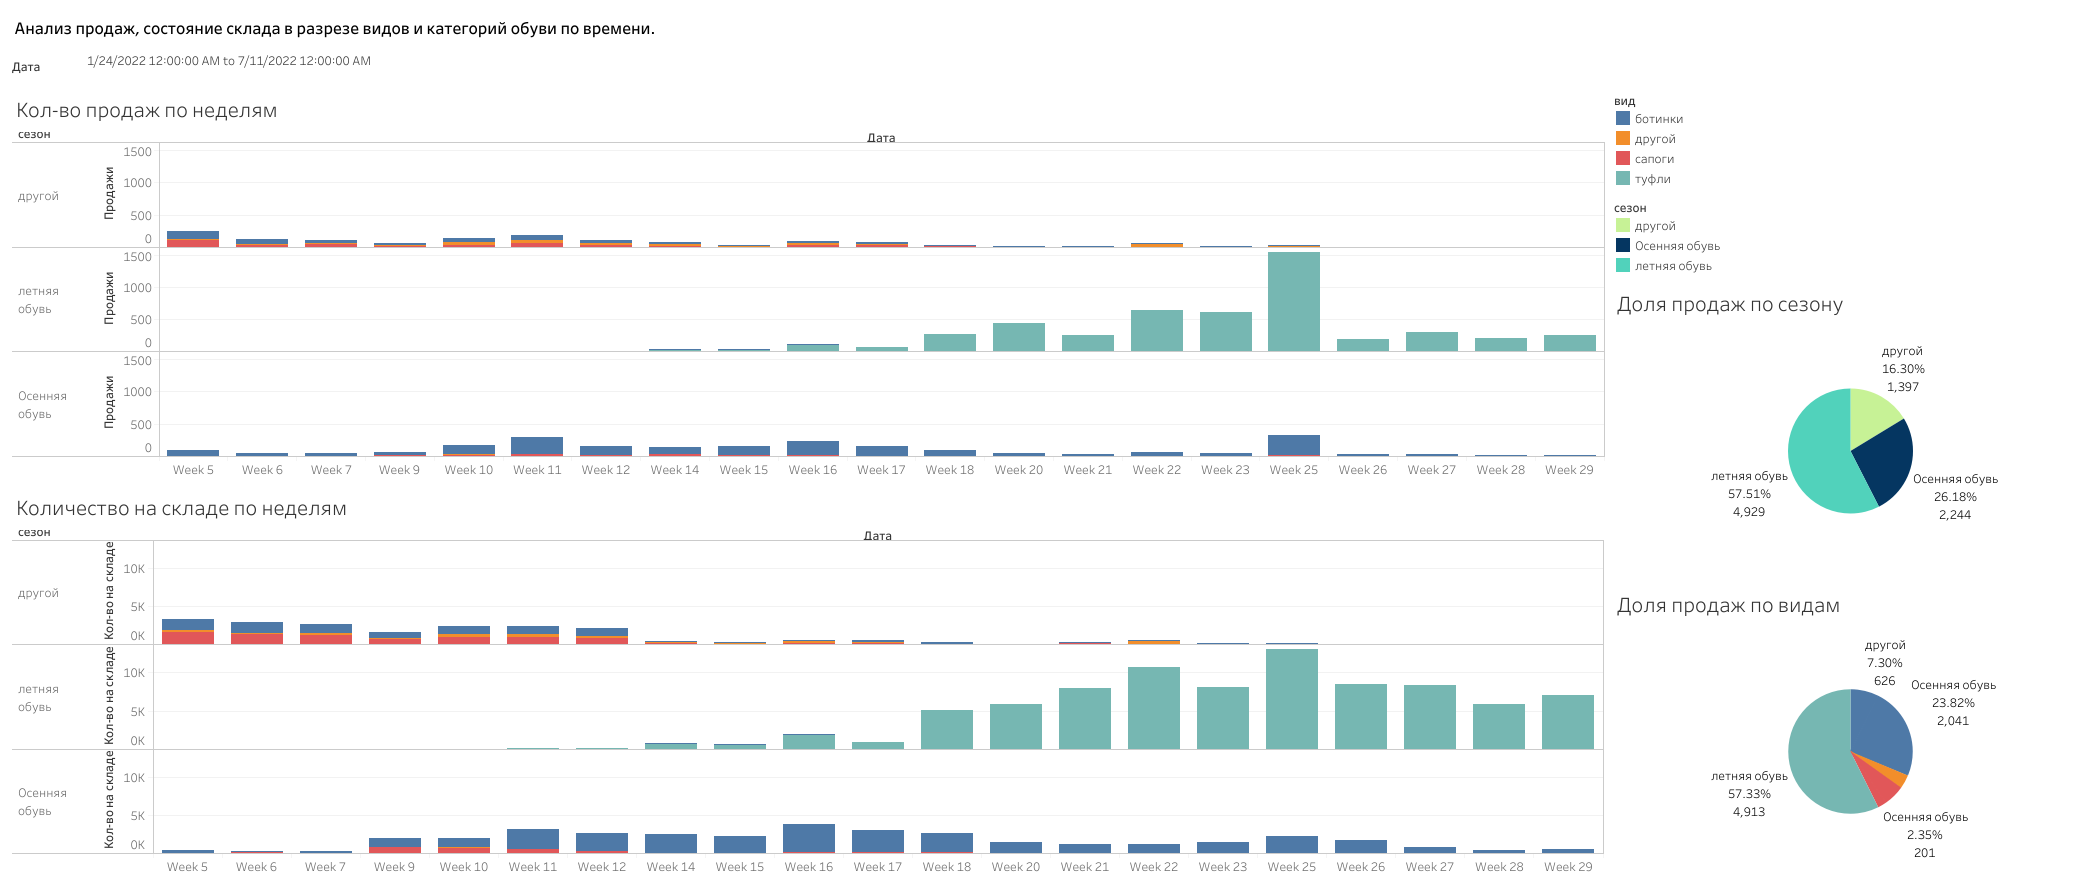 Анализ продаж, состояние склада в разрезе видов и категорий обуви по времени.
Дата 1/24/2022 12:00:00 AM to 7/11/2022 12:00:00 AM
Кол-во продаж по неделям
сезон
Дата
другой
Продажи
1500
1000
500
0
летняя
обувь
Продажи
1500
1000
500
0
Осенняя
обувь
Продажи
1500
1000
500
0
Week 5 Week 6 Week 7 Week 9 Week 10 Week 11 Week 12 Week 14 Week 15 Week 16 Week 17 Week 18 Week 20 Week 21 Week 22 Week 23 Week 25 Week 26 Week 27 Week 28 Week 29
Количество на складе по неделям
сезон
Дата
другой
Кол-во на складе
10K
5K
0K
летняя
обувь
Кол-во на складе
10K
5K
0K
Осенняя
обувь
Кол-во на складе
10K
5K
0K
Week 5 Week 6 Week 7 Week 9 Week 10 Week 11 Week 12 Week 14 Week 15 Week 16 Week 17 Week 18 Week 20 Week 21 Week 22 Week 23 Week 25 Week 26 Week 27 Week 28 Week 29
вид
ботинки
другой
сапоги
туфли
сезон
другой
Осенняя обувь
летняя обувь
Доля продаж по сезону
другой
16.30%
1,397
летняя обувь
57.51%
4,929
Осенняя обувь
26.18%
2,244
Доля продаж по видам
другой
7.30%
626
Осенняя обувь
23.82%
2,041
летняя обувь
57.33%
4,913
Осенняя обувь
2.35%
201